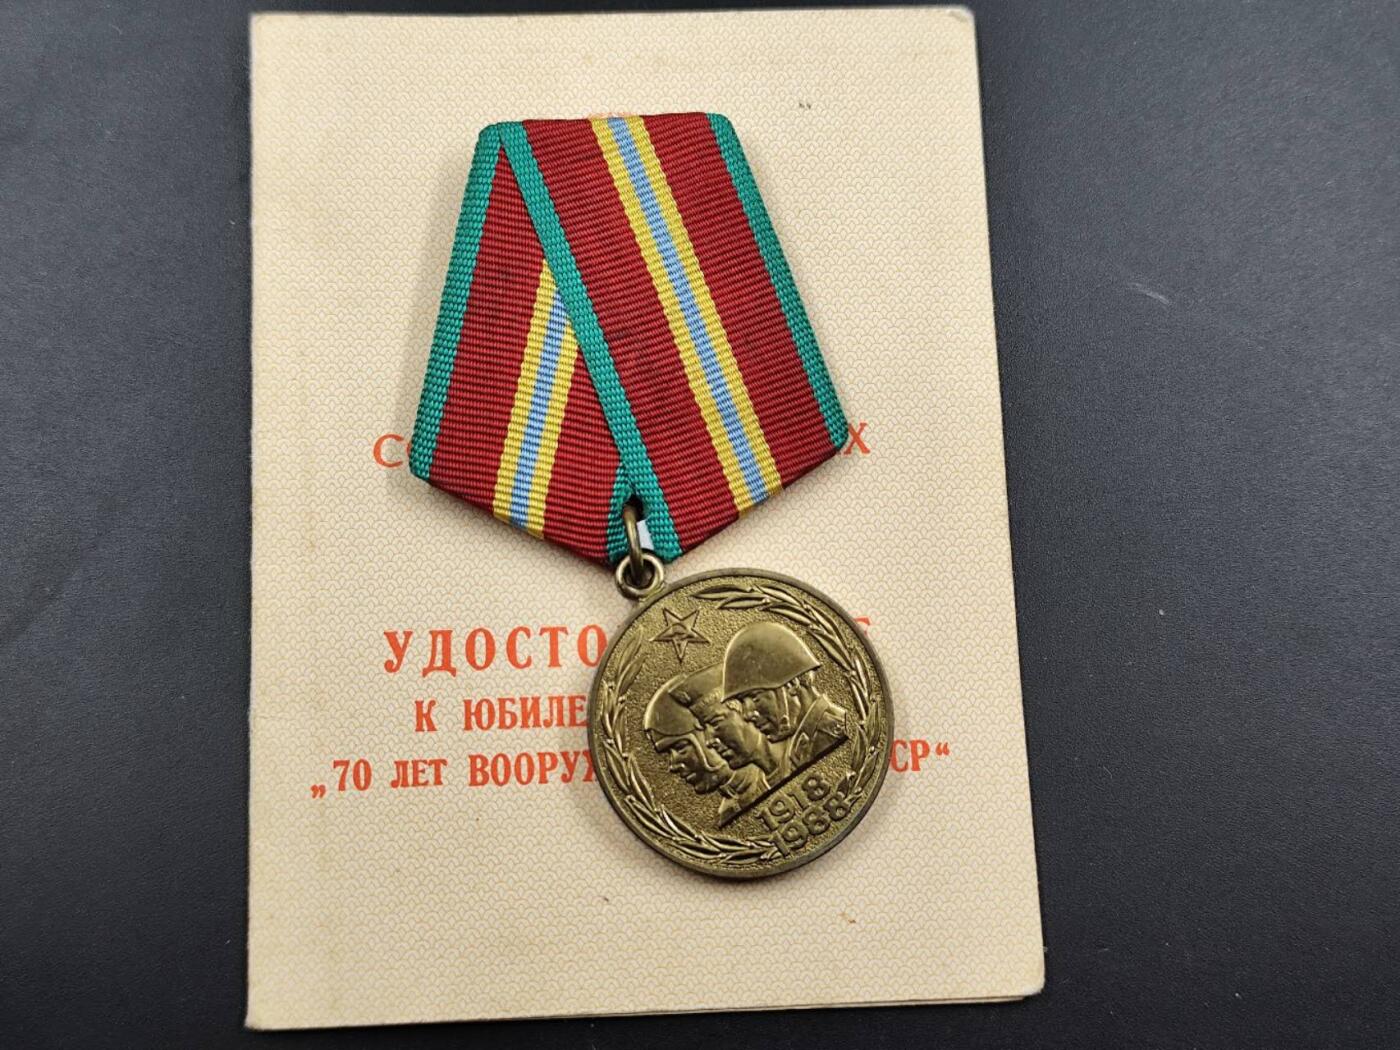 УДОСТО
К ЮБИЛЕ
„70 ЛЕТ ВООРУ СР“
1918
1988